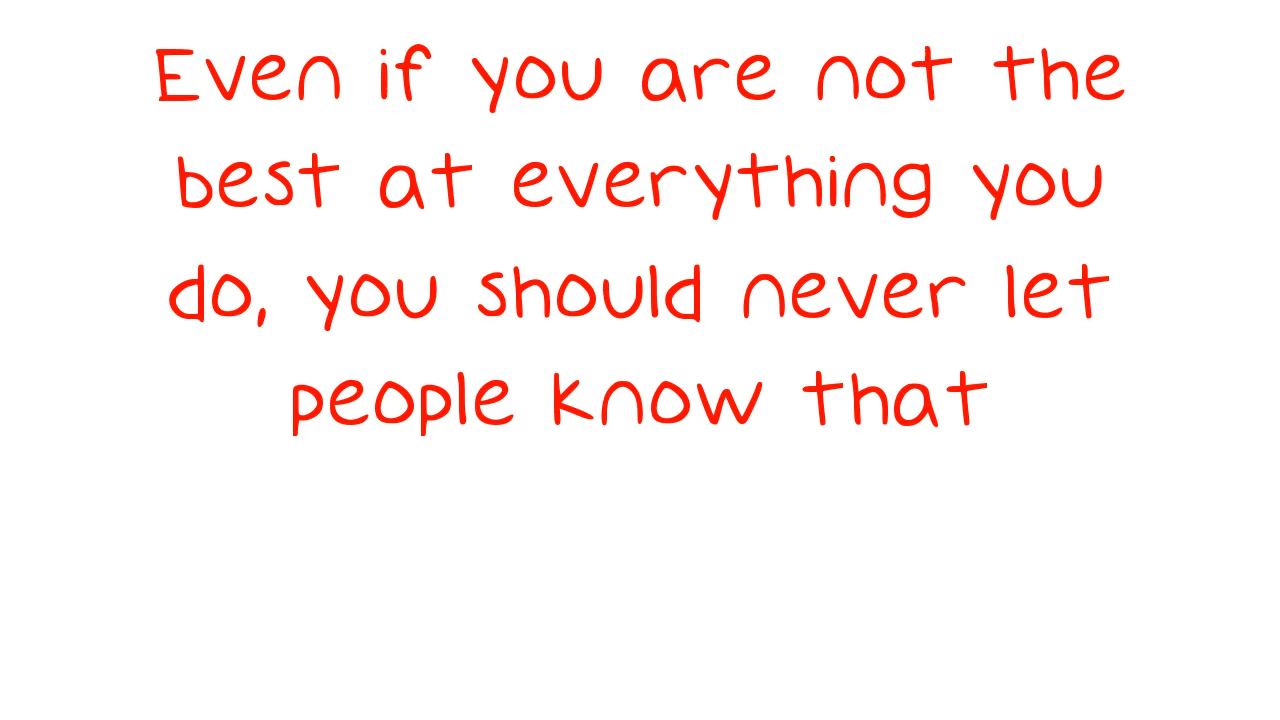 Even if you are not the
best at everything you
do, you should never let
people know that